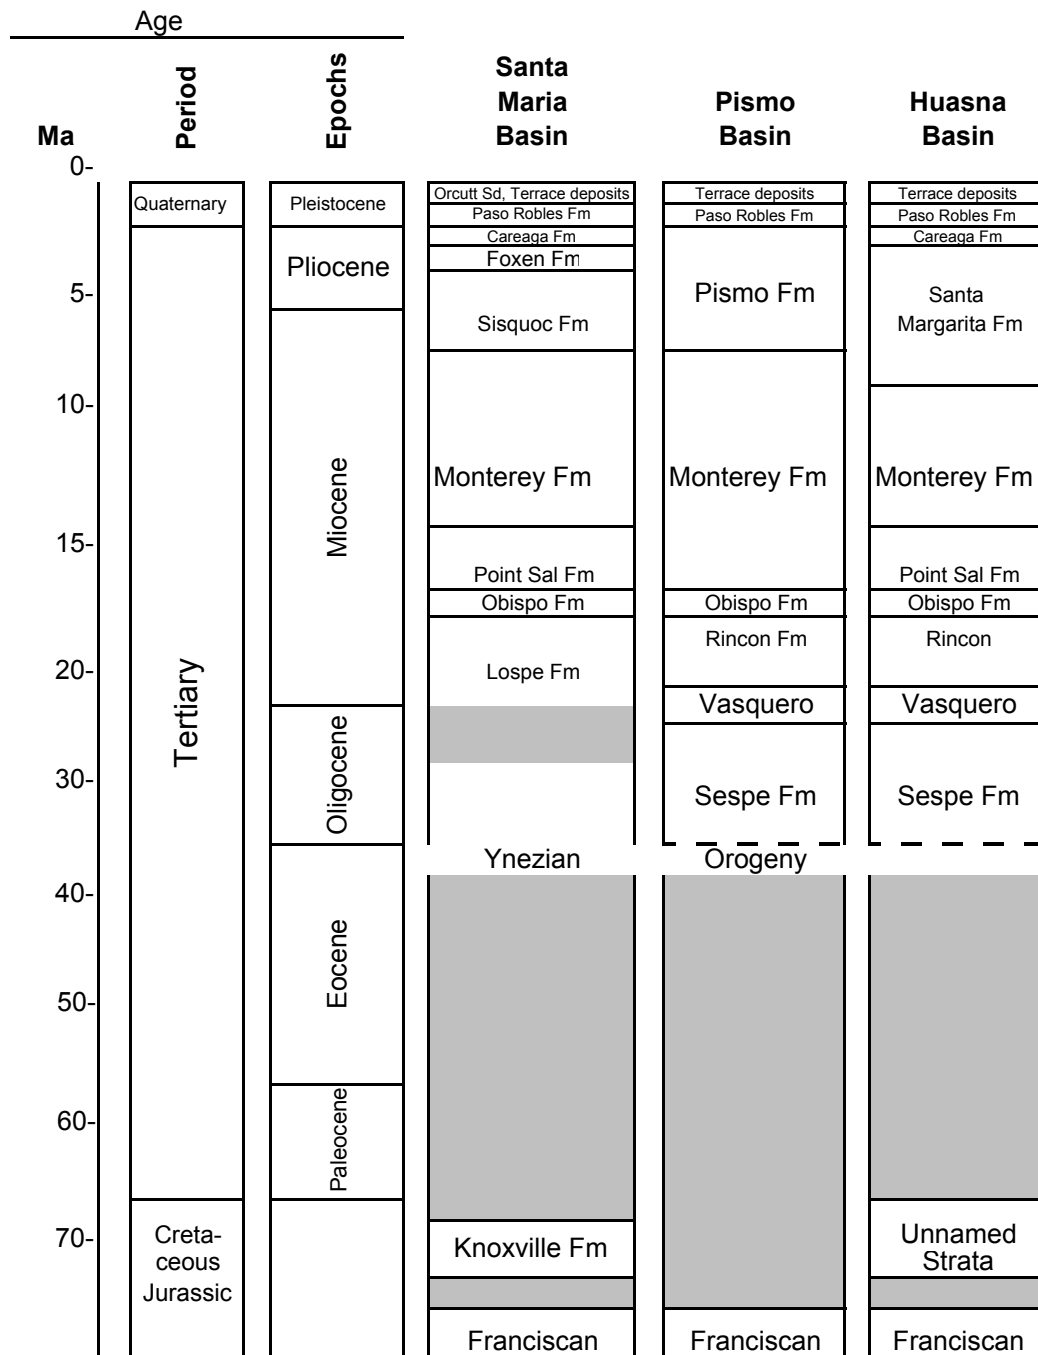 Age
Ma
Period
Epochs
Santa
Maria
Basin
Pismo
Basin
Huasna
Basin
0-
5-
10-
15-
20-
30-
40-
50-
60-
70-
Quaternary
Tertiary
Creta-
ceous
Jurassic
Pleistocene
Pliocene
Miocene
Oligocene
Eocene
Paleocene
Orcutt Sd, Terrace deposits
Paso Robles Fm
Careaga Fm
Foxen Fm
Sisquoc Fm
Monterey Fm
Point Sal Fm
Obispo Fm
Lospe Fm
Ynezian
Knoxville Fm
Franciscan
Terrace deposits
Paso Robles Fm
Pismo Fm
Monterey Fm
Obispo Fm
Rincon Fm
Vasquero
Sespe Fm
Orogeny
Franciscan
Terrace deposits
Paso Robles Fm
Careaga Fm
Santa
Margarita Fm
Monterey Fm
Point Sal Fm
Obispo Fm
Rincon
Vasquero
Sespe Fm
Unnamed
Strata
Franciscan